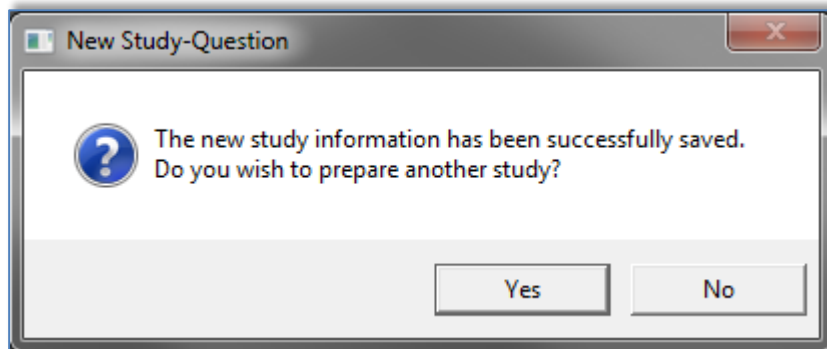 New Study-Question
The new study information has been successfully saved.
Do you wish to prepare another study?
Yes
No